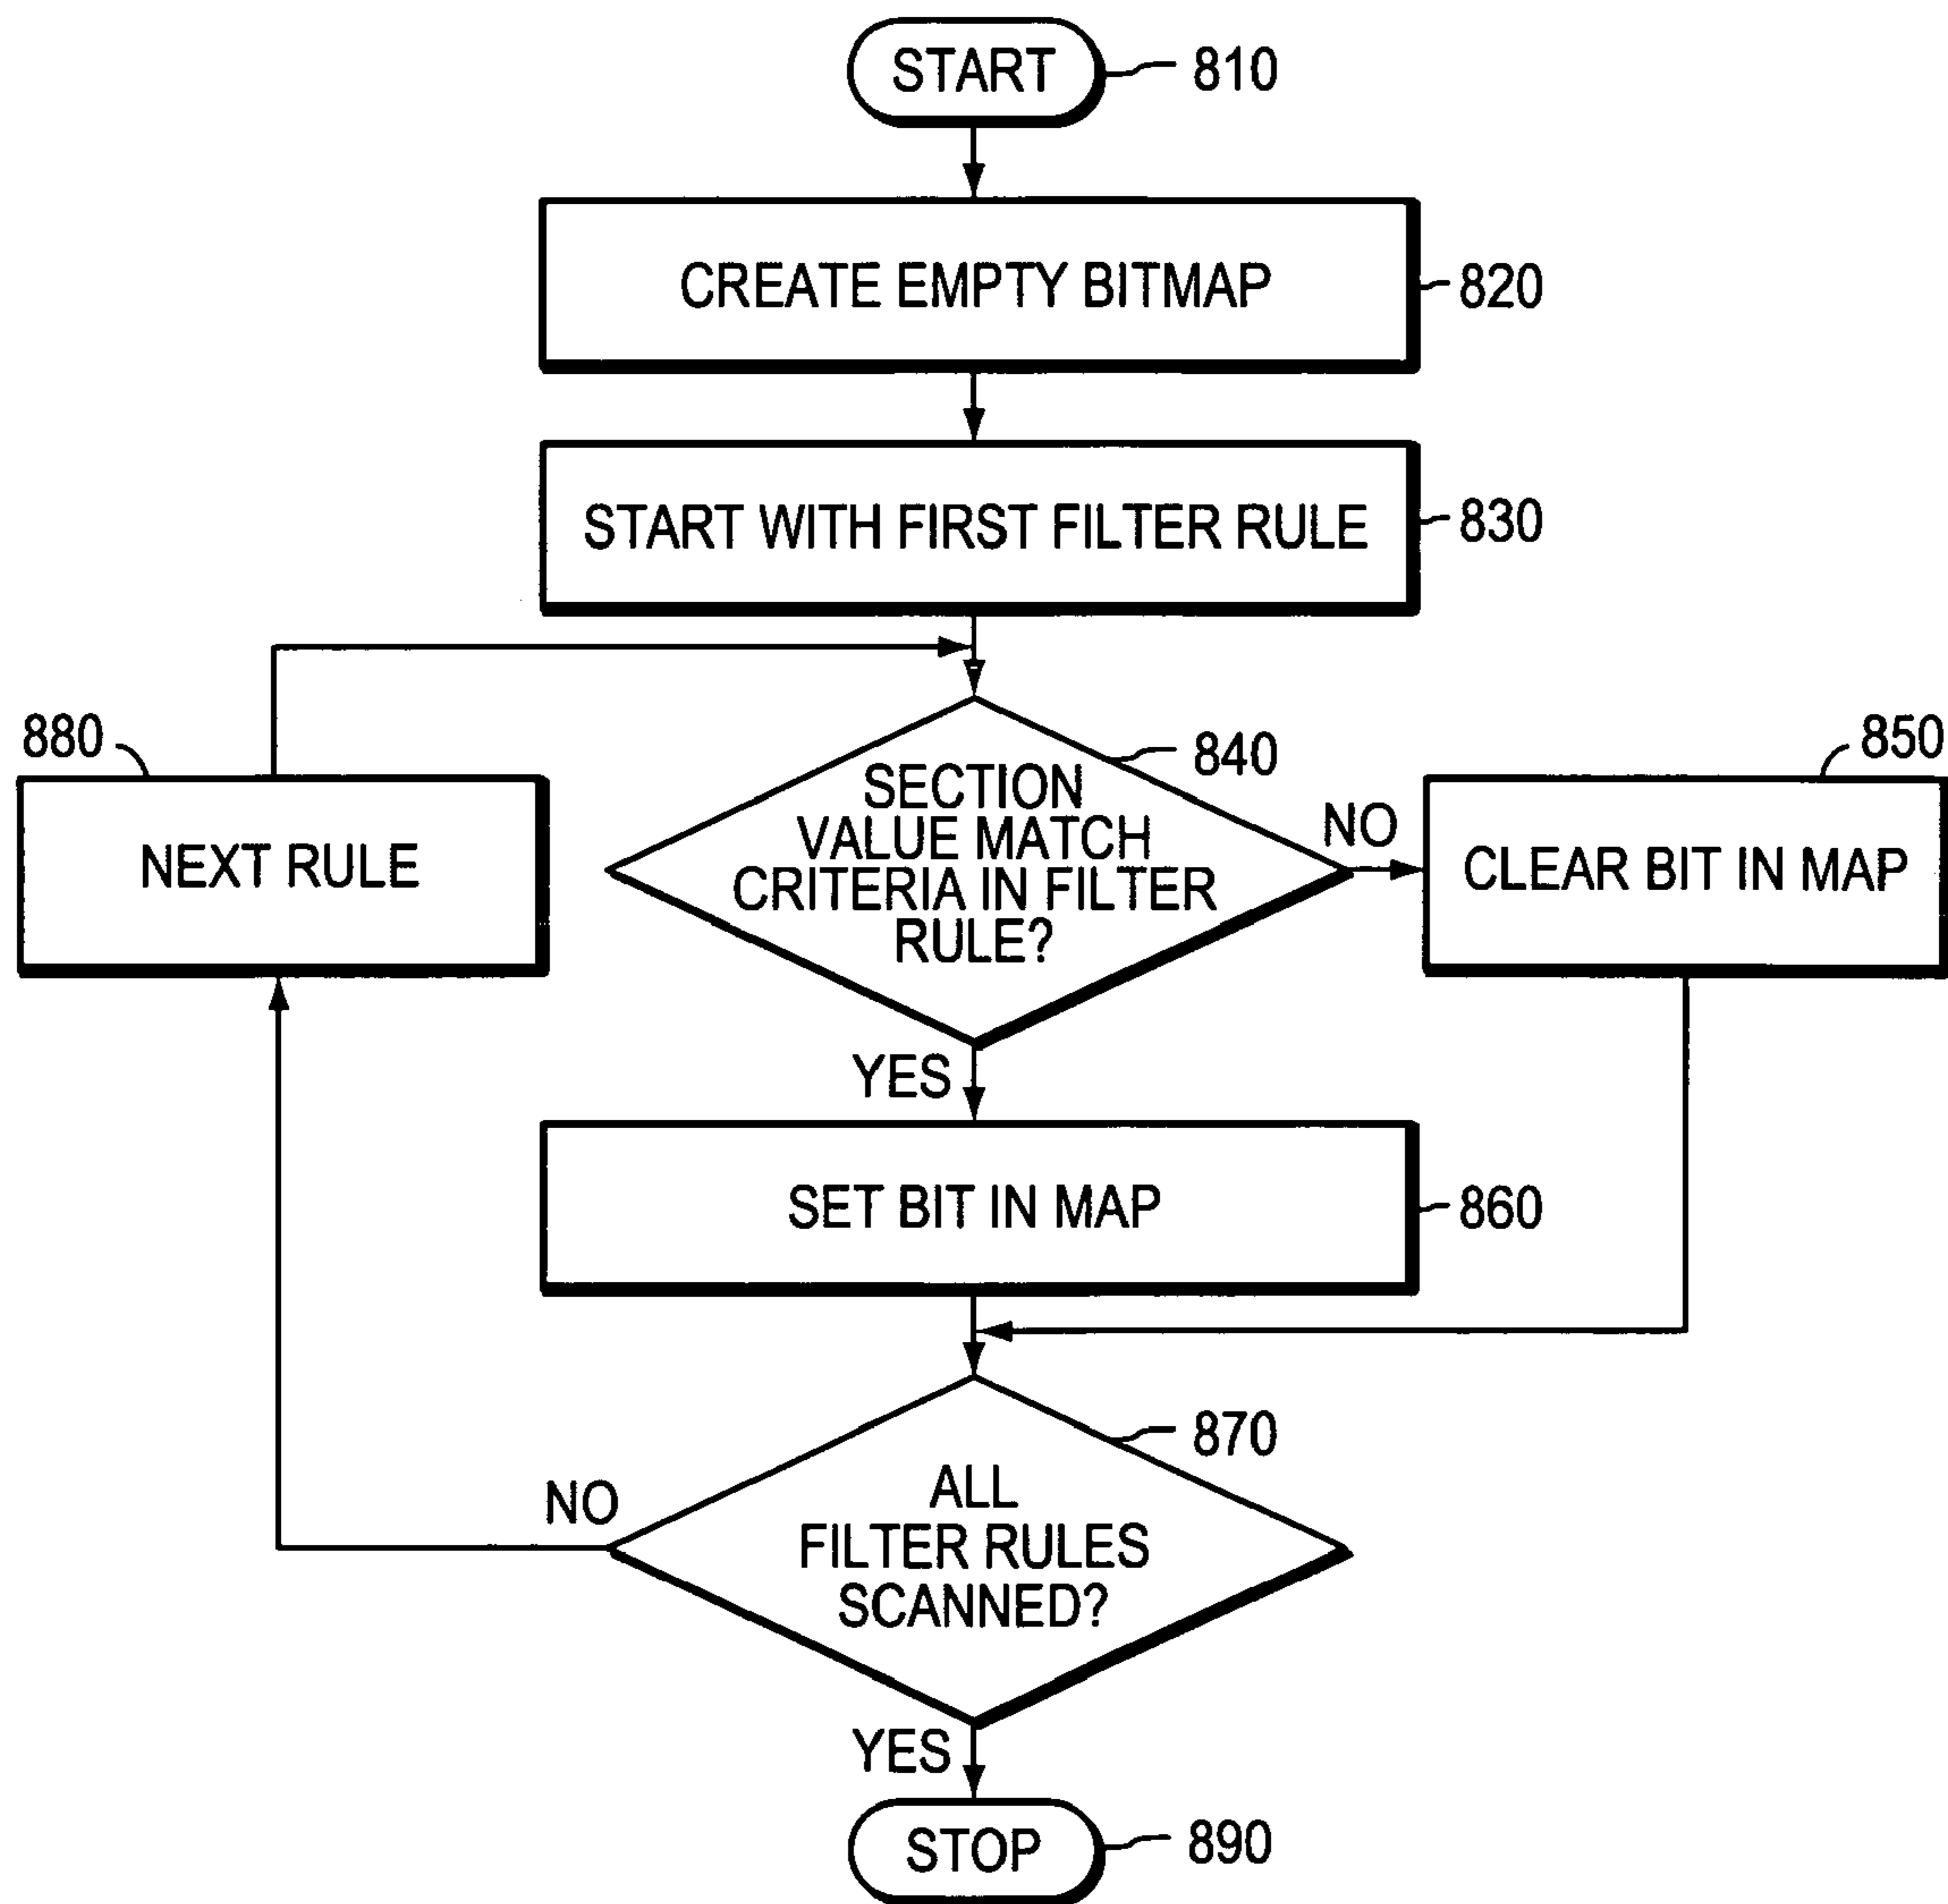 START
810
CREATE EMPTY BITMAP
820
START WITH FIRST FILTER RULE
830
880
NEXT RULE
840
SECTION
VALUE MATCH
CRITERIA IN FILTER
RULE?
NO
850
CLEAR BIT IN MAP
YES
SET BIT IN MAP
860
870
ALL
FILTER RULES
SCANNED?
NO
YES
STOP
890